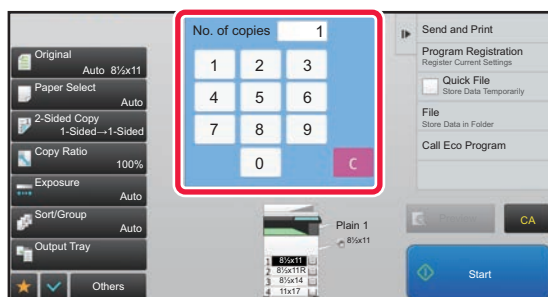 No. of copies 1
1 2 3
4 5 6
7 8 9
0 C
Original
Auto 8½x11
Paper Select
Auto
2-Sided Copy
1-Sided→1-Sided
Copy Ratio
100%
Exposure
Auto
Sort/Group
Auto
Output Tray
Others
Plain 1
8½x11
1 8½x11
2 8½x11R
3 8½x14
4 11x17
Send and Print
Program Registration
Register Current Settings
Quick File
Store Data Temporarily
File
Store Data in Folder
Call Eco Program
CA
Start